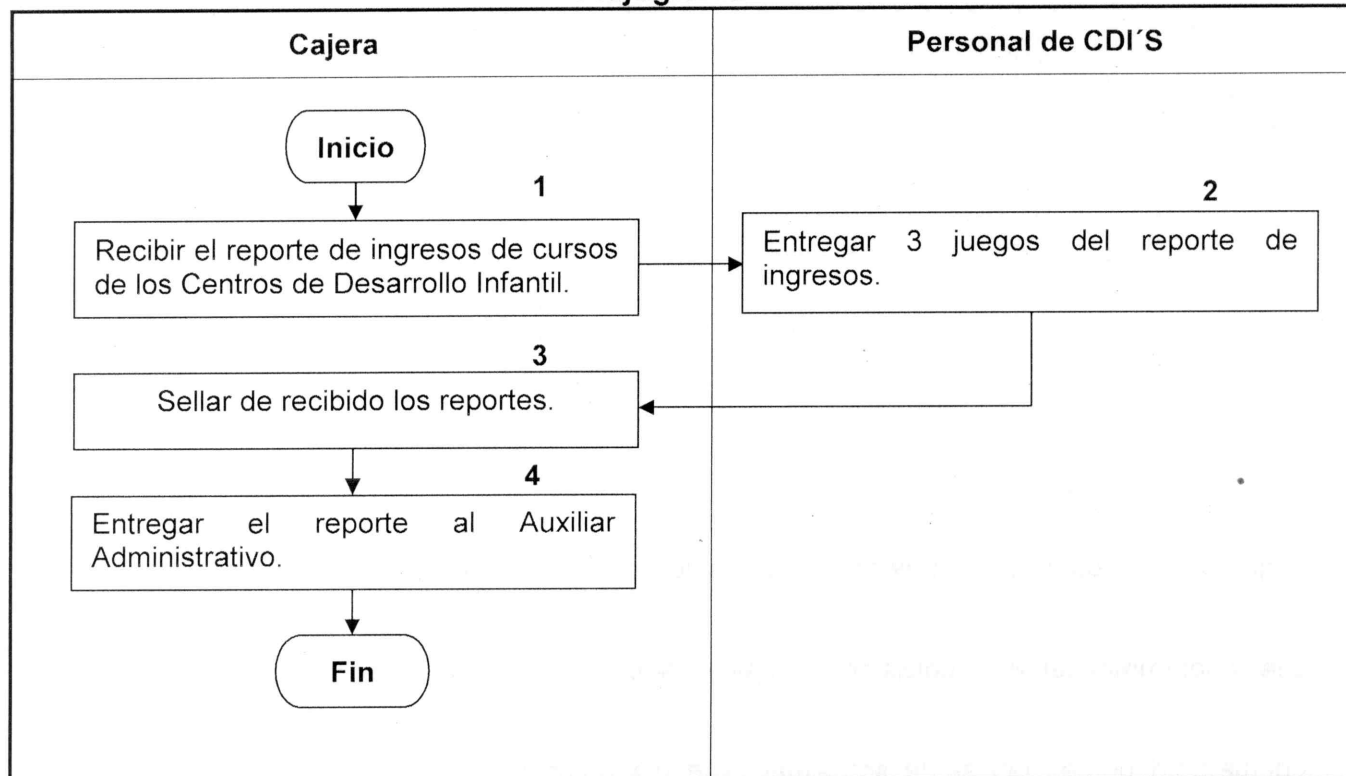 Cajera
Personal de CDI´S
Inicio
1
Recibir el reporte de ingresos de cursos
de los Centros de Desarrollo Infantil.
2
Entregar 3 juegos del reporte de
ingresos.
3
Sellar de recibido los reportes.
4
Entregar el reporte al Auxiliar
Administrativo.
Fin